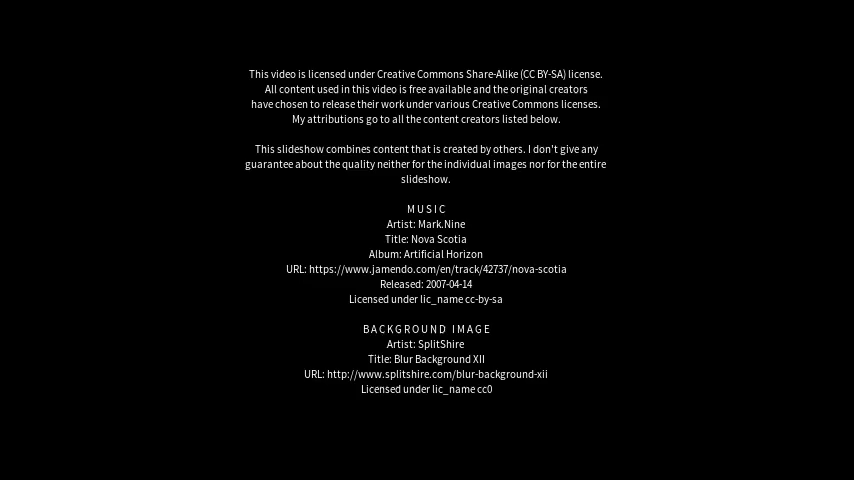 This video is licensed under Creative Commons Share-Alike (CC BY-SA) license.
All content used in this video is free available and the original creators
have chosen to release their work under various Creative Commons licenses.
My attributions go to all the content creators listed below.
This slideshow combines content that is created by others. I don't give any
guarantee about the quality neither for the individual images nor for the entire
slideshow.
MUSIC
Artist: Mark.Nine
Title: Nova Scotia
Album: Artificial Horizon
URL: https://www.jamendo.com/en/track/42737/nova-scotia
Released: 2007-04-14
Licensed under lic_name cc-by-sa
BACKGROUND IMAGE
Artist: SplitShire
Title: Blur Background XII
URL: http://www.splitshire.com/blur-background-xii
Licensed under lic_name cc0